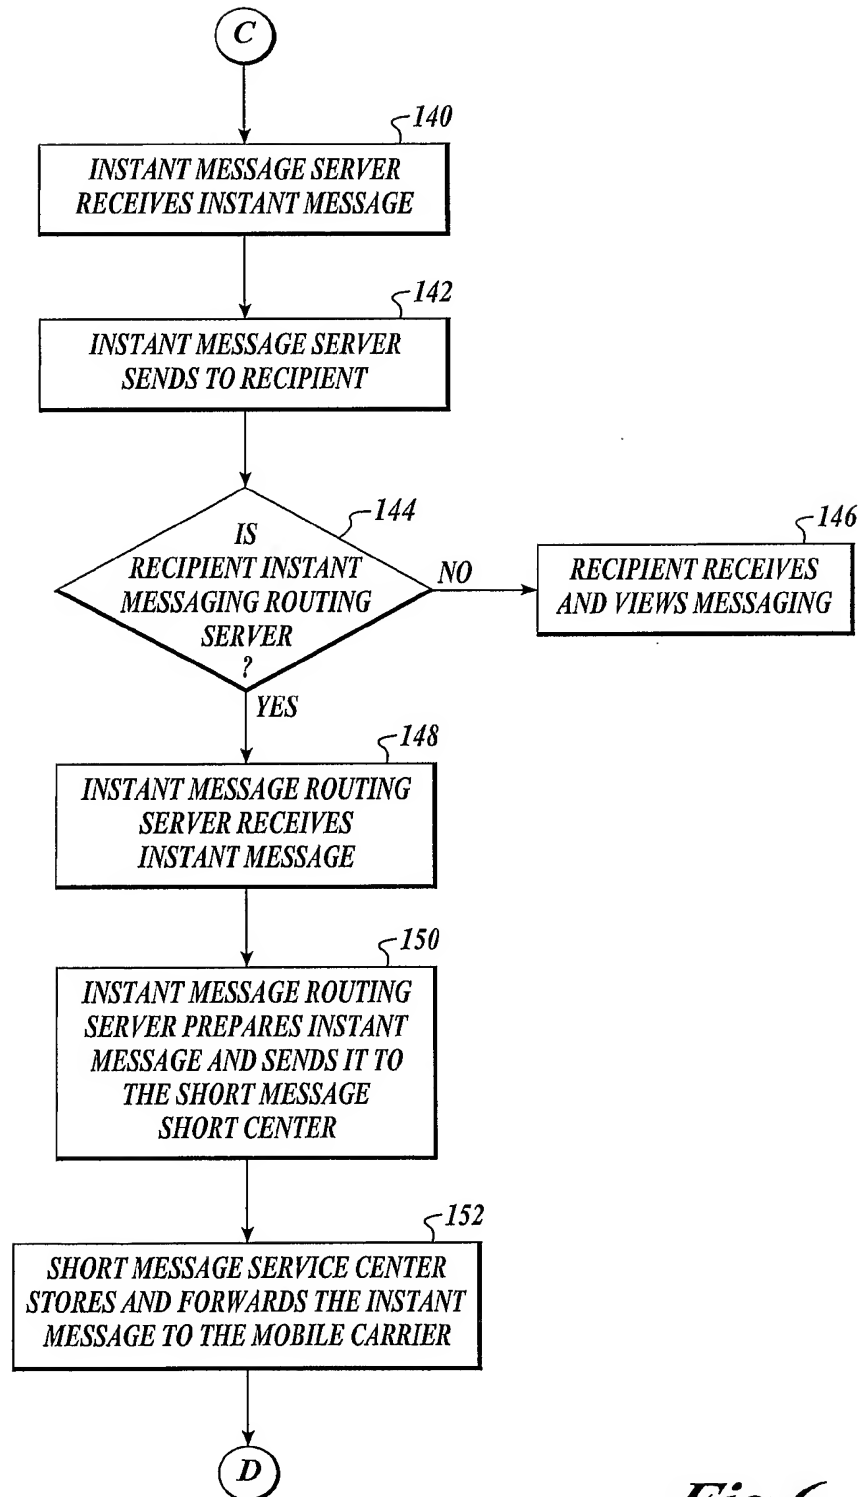 C
140
INSTANT MESSAGE SERVER
RECEIVES INSTANT MESSAGE
142
INSTANT MESSAGE SERVER
SENDS TO RECIPIENT
144
IS
RECIPIENT INSTANT
MESSAGING ROUTING
SERVER
?
NO
146
RECIPIENT RECEIVES
AND VIEWS MESSAGING
YES
148
INSTANT MESSAGE ROUTING
SERVER RECEIVES
INSTANT MESSAGE
150
INSTANT MESSAGE ROUTING
SERVER PREPARES INSTANT
MESSAGE AND SENDS IT TO
THE SHORT MESSAGE
SHORT CENTER
152
SHORT MESSAGE SERVICE CENTER
STORES AND FORWARDS THE INSTANT
MESSAGE TO THE MOBILE CARRIER
D
Fig. 6